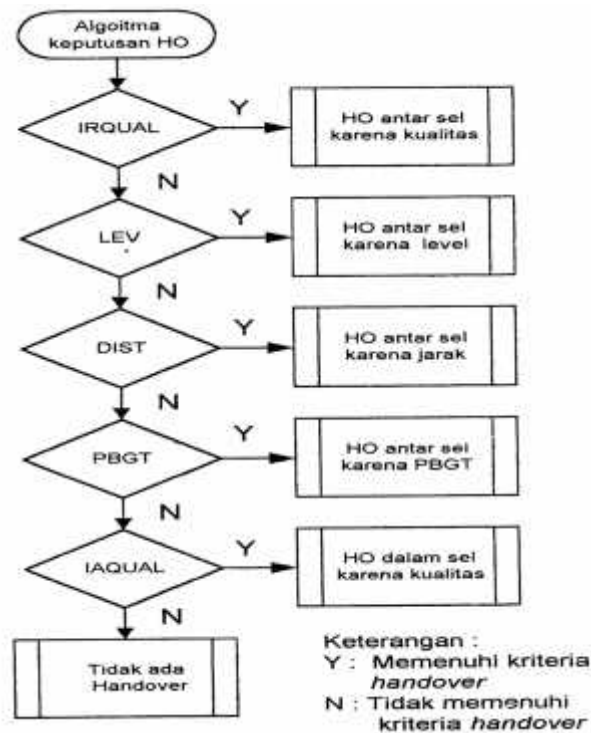 Algoitma
keputusan HO
IRQUAL
Y
HO antar sel
karena kualitas
N
LEV
Y
HO antar sel
karena level
N
DIST
Y
HO antar sel
karena jarak
N
PBGT
Y
HO antar sel
karena PBGT
N
IAQUAL
Y
HO dalam sel
karena kualitas
N
Tidak ada
Handover
Keterangan :
Y : Memenuhi kriteria
handover
N : Tidak memenuhi
kriteria handover